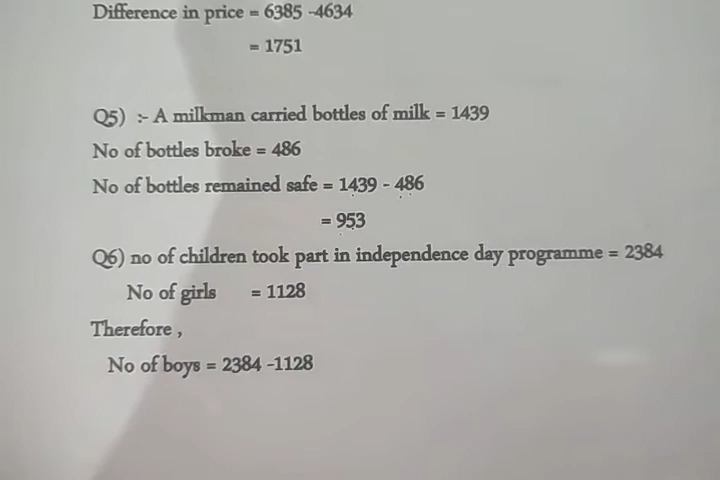 Difference in price = 6385 -4634
= 1751
Q5) :- A milkman carried bottles of milk = 1439
No of bottles broke = 486
No of bottles remained safe = 1439 - 486
= 953
Q6) no of children took part in independence day programme = 2384
No of girls = 1128
Therefore ,
No of boys = 2384 -1128